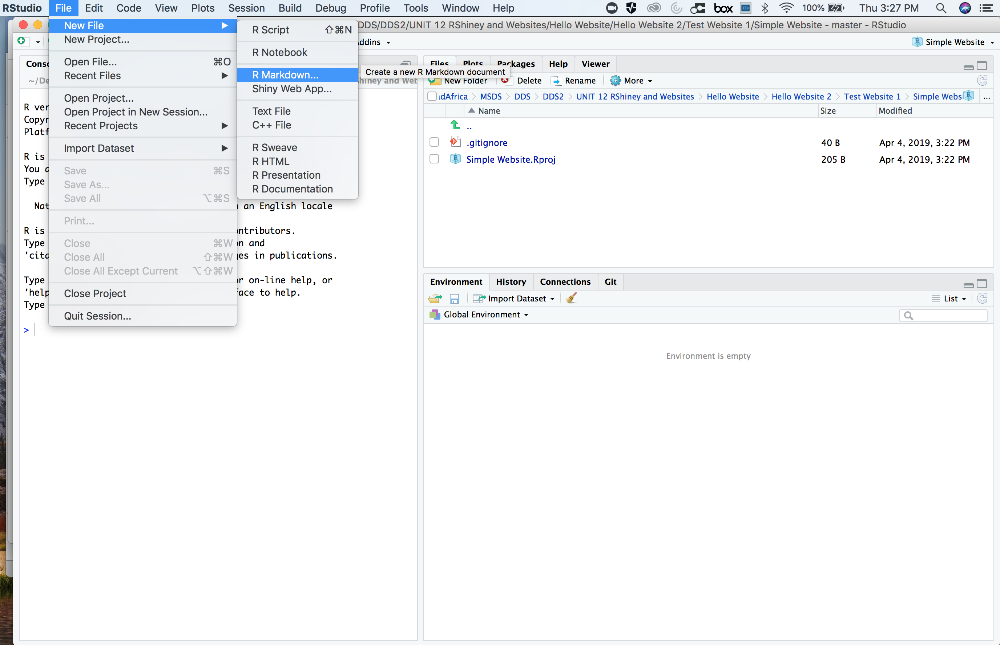 RStudio File Edit Code View Plots Session Build Debug Profile Tools Window Help box 100% Thu 3:27 PM
DDS/DDS2/UNIT 12 RShiney and Websites/Hello Website/Hello Website 2/Test Website 1/Simple Website - master - RStudio
New File
New Project...
Open File... ⌘O
Recent Files
Open Project...
Open Project in New Session...
Recent Projects
Import Dataset
Save ⌘S
Save As...
Save All ⌥⌘S
Print...
Close ⌘W
Close All ⇧⌘W
Close All Except Current ⌥⇧⌘W
Close Project
Quit Session...
R Script ⇧⌘N
R Notebook
R Markdown...
Shiny Web App...
Text File
C++ File
R Sweave
R HTML
R Presentation
R Documentation
Create a new R Markdown document
ddins
Simple Website
Conso
~/De
hiney and Web
R ver
Copyr
Platf
R is
You a
Type
Nat an English locale
R is ontributors.
Type on and
'cita ges in publications.
Type or on-line help, or
'help face to help.
Type
>
Files Plots Packages Help Viewer
New Folder Delete Rename More
dAfrica MSDS DDS DDS2 UNIT 12 RShiney and Websites Hello Website Hello Website 2 Test Website 1 Simple Webs ...
Name Size Modified
..
.gitignore 40 B Apr 4, 2019, 3:22 PM
Simple Website.Rproj 205 B Apr 4, 2019, 3:22 PM
Environment History Connections Git
Import Dataset List
Global Environment
Environment is empty